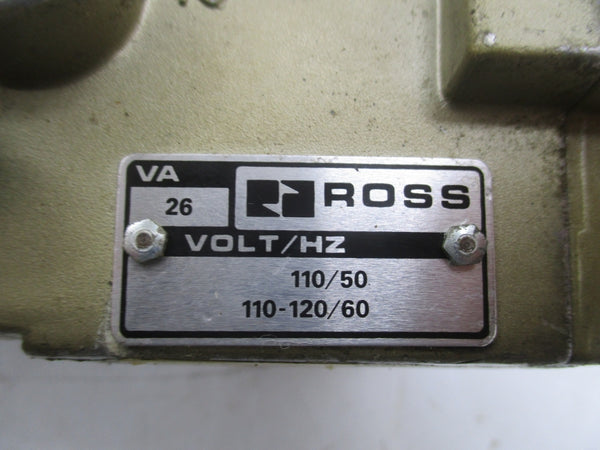 VA
26
ROSS
VOLT/HZ
110/50
110-120/60